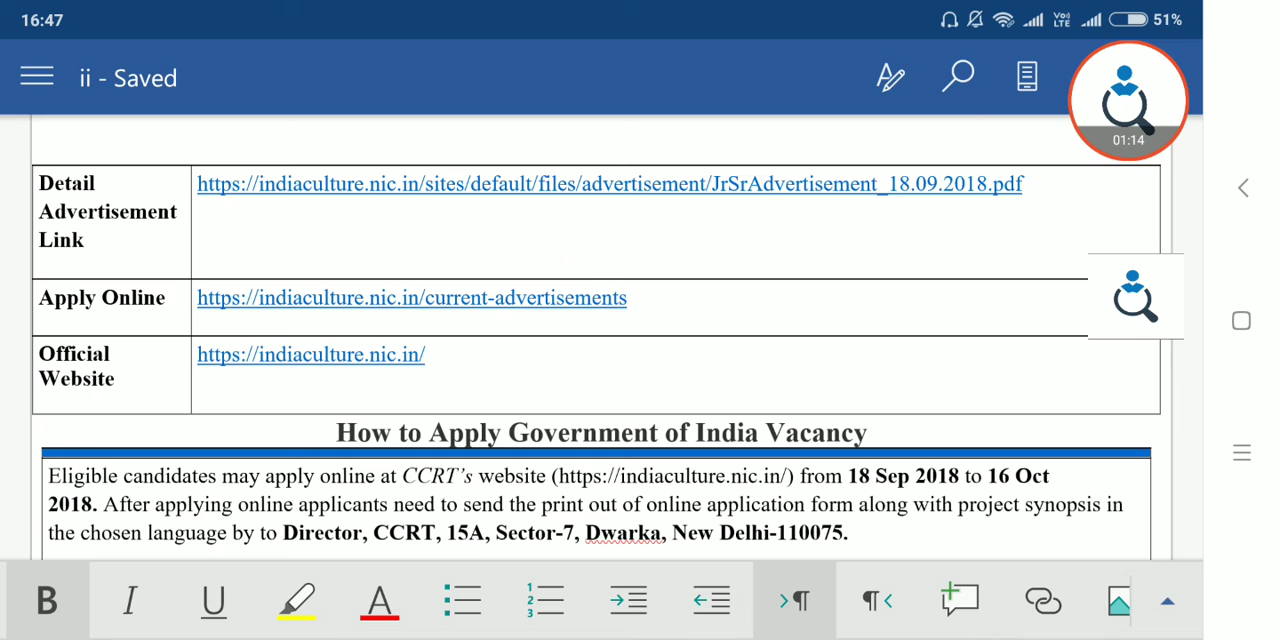 16:47
Vo)
LTE
51%
ii - Saved
01:14
Detail
Advertisement
Link
https://indiaculture.nic.in/sites/default/files/advertisement/JrSrAdvertisement_18.09.2018.pdf
Apply Online
https://indiaculture.nic.in/current-advertisements
Official
Website
https://indiaculture.nic.in/
How to Apply Government of India Vacancy
Eligible candidates may apply online at CCRT's website (https://indiaculture.nic.in/) from 18 Sep 2018 to 16 Oct
2018. After applying online applicants need to send the print out of online application form along with project synopsis in
the chosen language by to Director, CCRT, 15A, Sector-7, Dwarka, New Delhi-110075.
B I U A 1 2 3